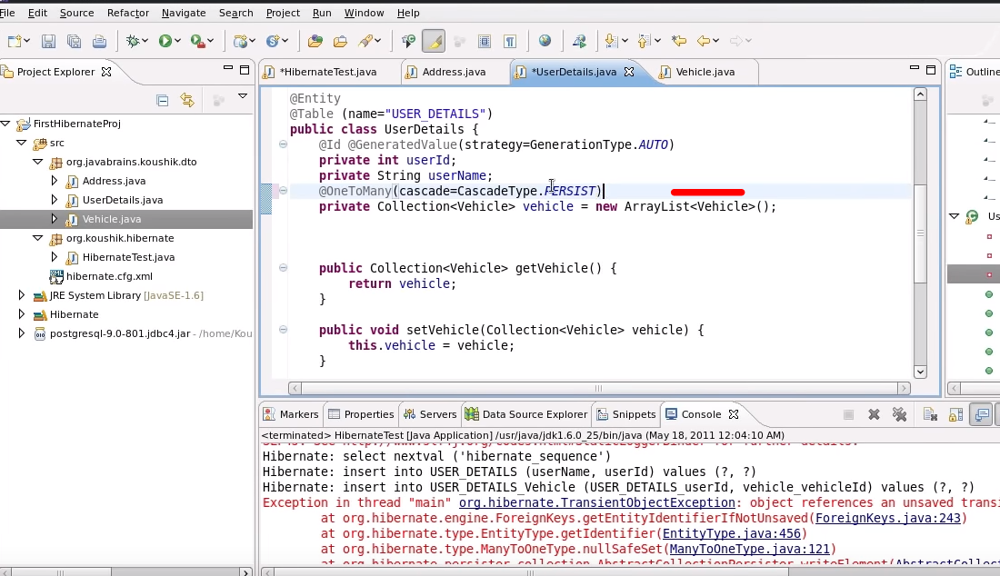 File Edit Source Refactor Navigate Search Project Run Window Help
Project Explorer
*HibernateTest.java Address.java *UserDetails.java Vehicle.java
Outline
FirstHibernateProj
src
org.javabrains.koushik.dto
Address.java
UserDetails.java
Vehicle.java
org.koushik.hibernate
HibernateTest.java
hibernate.cfg.xml
JRE System Library [JavaSE-1.6]
Hibernate
postgresql-9.0-801.jdbc4.jar - /home/Kou
@Entity
@Table (name="USER_DETAILS")
public class UserDetails {
@Id @GeneratedValue(strategy=GenerationType.AUTO)
private int userId;
private String userName;
@OneToMany(cascade=CascadeType.PERSIST)
private Collection<Vehicle> vehicle = new ArrayList<Vehicle>();
public Collection<Vehicle> getVehicle() {
return vehicle;
}
public void setVehicle(Collection<Vehicle> vehicle) {
this.vehicle = vehicle;
}
Us
Markers Properties Servers Data Source Explorer Snippets Console
<terminated> HibernateTest [Java Application] /usr/java/jdk1.6.0_25/bin/java (May 18, 2011 12:04:10 AM)
Hibernate: select nextval ('hibernate_sequence')
Hibernate: insert into USER_DETAILS (userName, userId) values (?, ?)
Hibernate: insert into USER_DETAILS_Vehicle (USER_DETAILS_userId, vehicle_vehicleId) values (?, ?)
Exception in thread "main" org.hibernate.TransientObjectException: object references an unsaved transi
at org.hibernate.engine.ForeignKeys.getEntityIdentifierIfNotUnsaved(ForeignKeys.java:243)
at org.hibernate.type.EntityType.getIdentifier(EntityType.java:456)
at org.hibernate.type.ManyToOneType.nullSafeSet(ManyToOneType.java:121)
at org.hibernate.persister.collection.AbstractCollectionPersister.writeElement(AbstractCollec